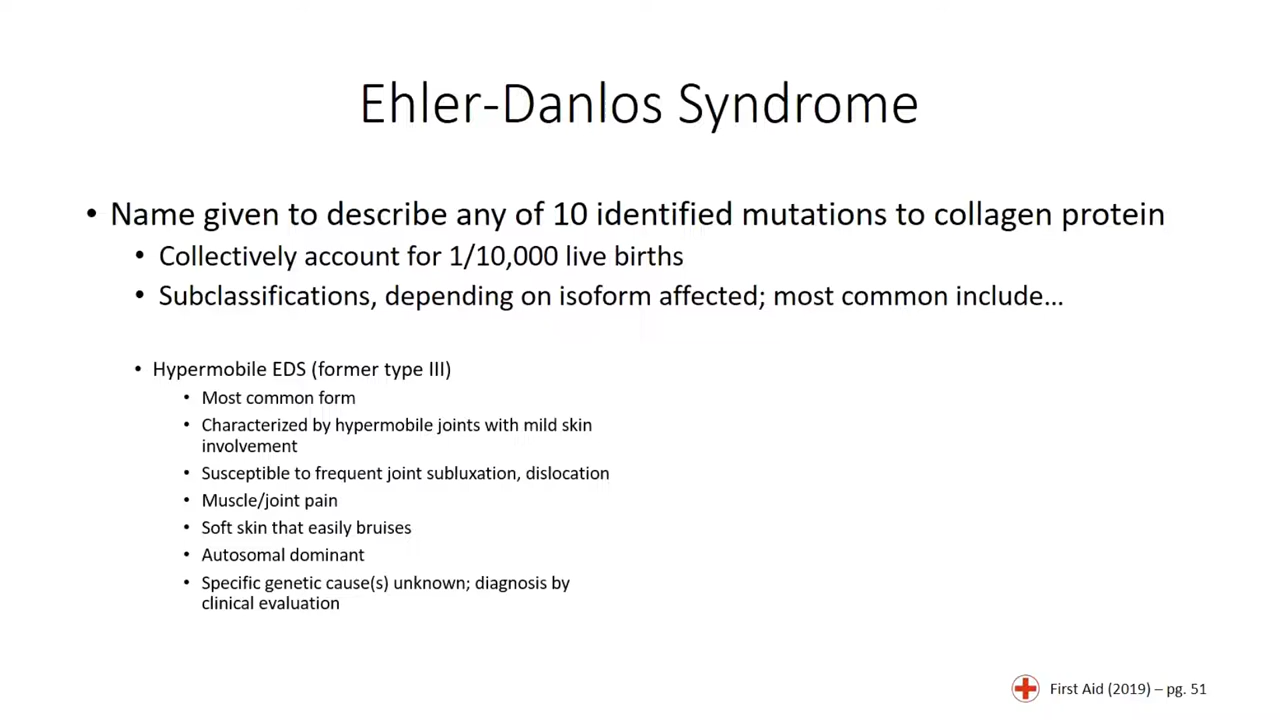 Ehler-Danlos Syndrome
• Name given to describe any of 10 identified mutations to collagen protein
• Collectively account for 1/10,000 live births
• Subclassifications, depending on isoform affected; most common include…
• Hypermobile EDS (former type III)
• Most common form
• Characterized by hypermobile joints with mild skin
involvement
• Susceptible to frequent joint subluxation, dislocation
• Muscle/joint pain
• Soft skin that easily bruises
• Autosomal dominant
• Specific genetic cause(s) unknown; diagnosis by
clinical evaluation
First Aid (2019) – pg. 51